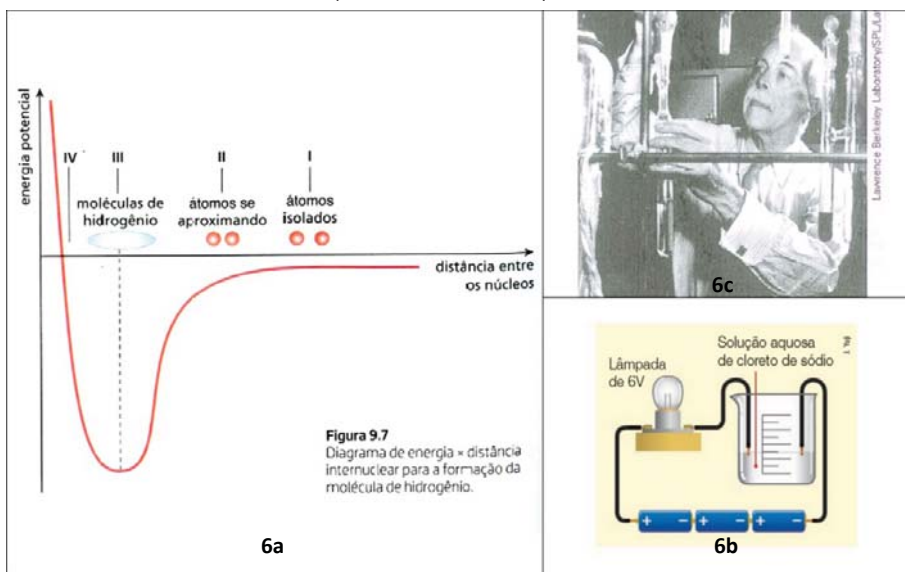 energia potencial
IV
III
II
I
moléculas de
hidrogênio
átomos se
aproximando
átomos
isolados
distância entre
os núcleos
Figura 9.7
Diagrama de energia × distância
internuclear para a formação da
molécula de hidrogênio.
6a
Lawrence Berkeley Laboratory/SPL/La
6c
Lâmpada
de 6V
Solução aquosa
de cloreto de sódio
+ − + − + −
6b